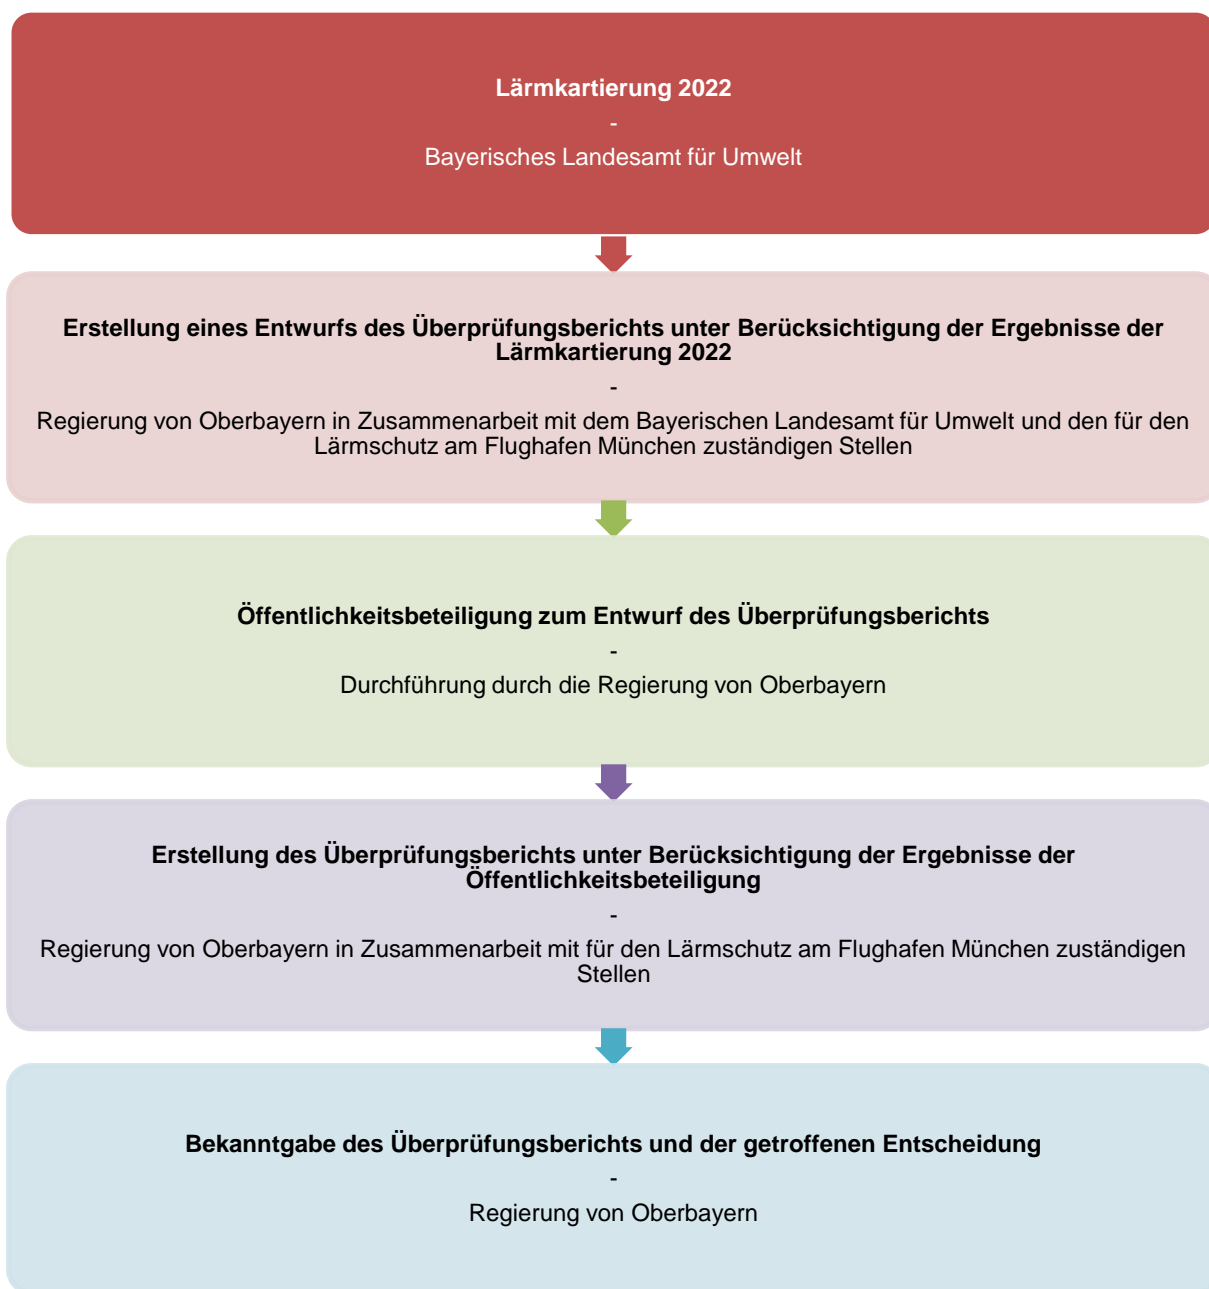 Lärmkartierung 2022
-
Bayerisches Landesamt für Umwelt
Erstellung eines Entwurfs des Überprüfungsberichts unter Berücksichtigung der Ergebnisse der
Lärmkartierung 2022
-
Regierung von Oberbayern in Zusammenarbeit mit dem Bayerischen Landesamt für Umwelt und den für den
Lärmschutz am Flughafen München zuständigen Stellen
Öffentlichkeitsbeteiligung zum Entwurf des Überprüfungsberichts
-
Durchführung durch die Regierung von Oberbayern
Erstellung des Überprüfungsberichts unter Berücksichtigung der Ergebnisse der
Öffentlichkeitsbeteiligung
-
Regierung von Oberbayern in Zusammenarbeit mit für den Lärmschutz am Flughafen München zuständigen
Stellen
Bekanntgabe des Überprüfungsberichts und der getroffenen Entscheidung
-
Regierung von Oberbayern